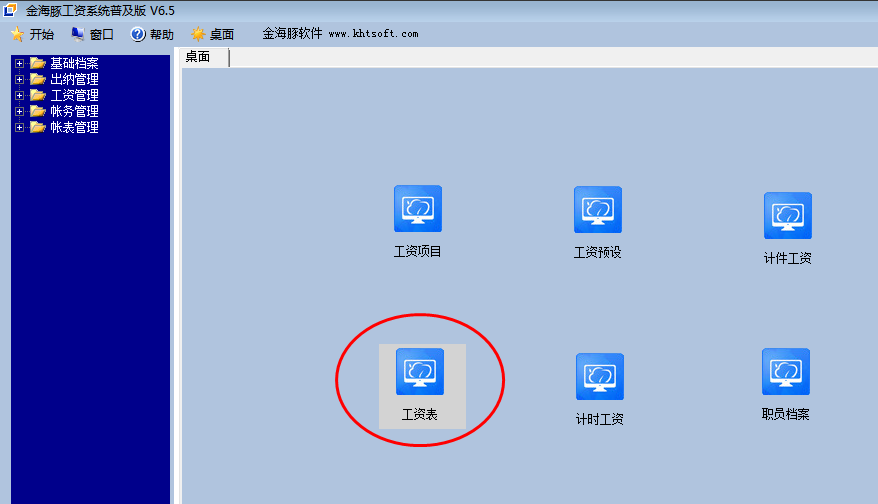 金海豚工资系统普及版 V6.5
开始 窗口 帮助 桌面 金海豚软件 www.khtsoft.com
桌面
基础档案
出纳管理
工资管理
帐务管理
帐表管理
工资项目 工资预设 计件工资
工资表 计时工资 职员档案